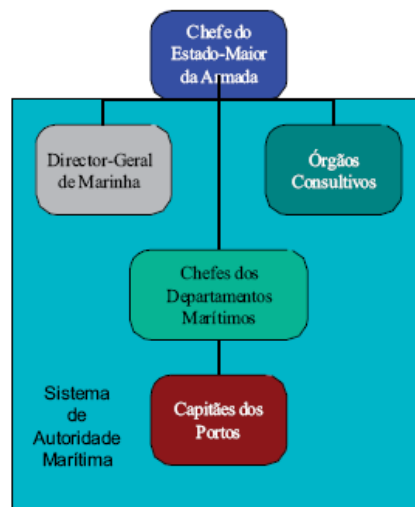 Chefe do
Estado-Maior
da Armada
Director-Geral
de Marinha
Órgãos
Consultivos
Chefes dos
Departamentos
Marítimos
Capitães dos
Portos
Sistema
de
Autoridade
Marítima